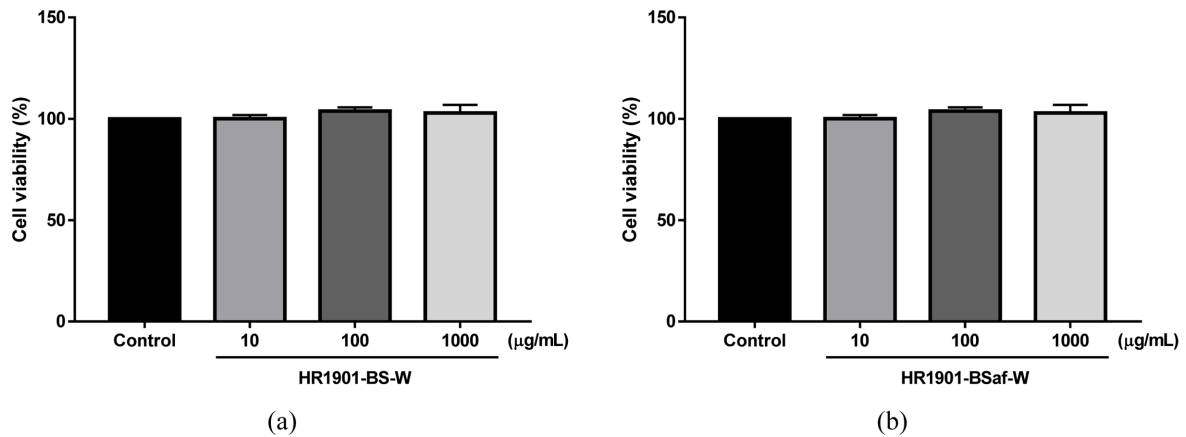 150
100
50
0
Cell viability (%)
Control 10 100 1000 (μg/mL)
HR1901-BS-W
(a)
150
100
50
0
Cell viability (%)
Control 10 100 1000 (μg/mL)
HR1901-BSaf-W
(b)